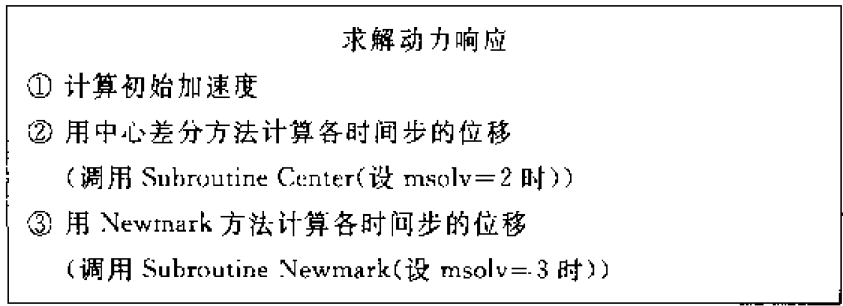 求解动力响应
① 计算初始加速度
② 用中心差分方法计算各时间步的位移
(调用 Subroutine Center(设 msolv=2 时))
③ 用 Newmark 方法计算各时间步的位移
(调用 Subroutine Newmark(设 msolv=3 时))